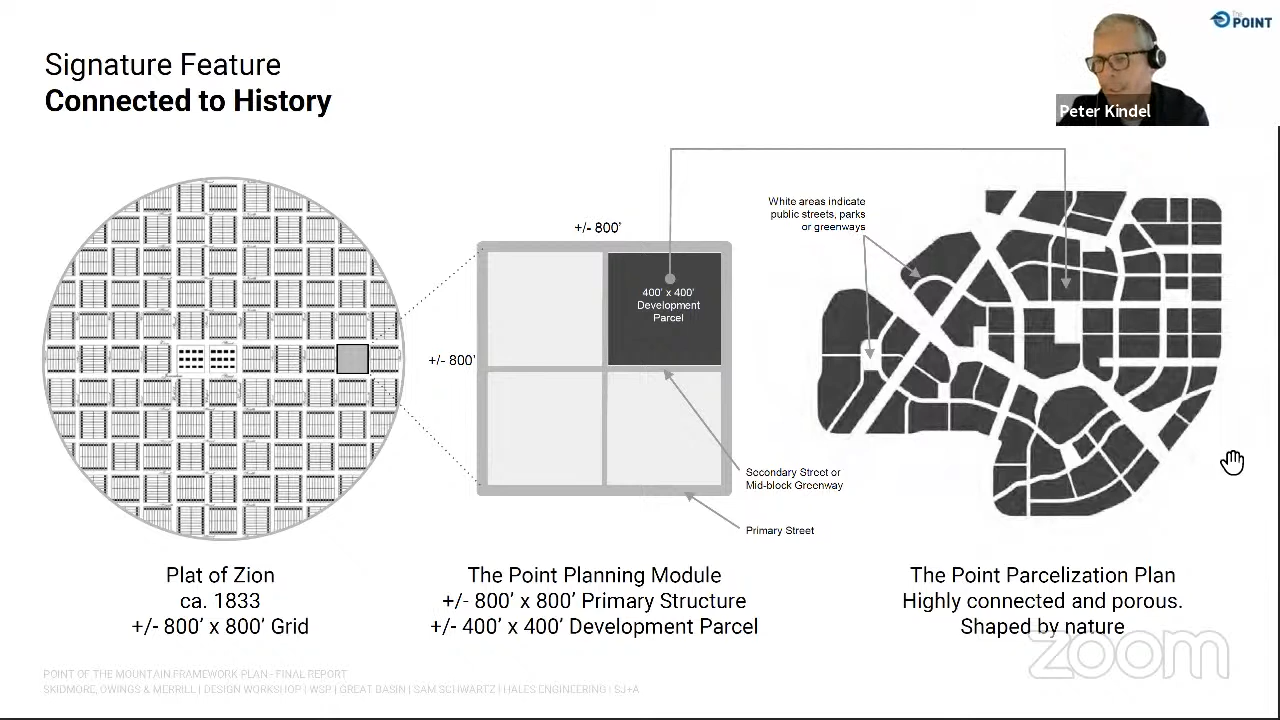 Signature Feature
Connected to History
The
POINT
Peter Kindel
+/- 800’
+/- 800’
400’ x 400’
Development
Parcel
White areas indicate
public streets, parks
or greenways
Secondary Street or
Mid-block Greenway
Primary Street
Plat of Zion
ca. 1833
+/- 800’ x 800’ Grid
The Point Planning Module
+/- 800’ x 800’ Primary Structure
+/- 400’ x 400’ Development Parcel
The Point Parcelization Plan
Highly connected and porous.
Shaped by nature
zoom
POINT OF THE MOUNTAIN FRAMEWORK PLAN - FINAL REPORT
SKIDMORE, OWINGS & MERRILL | DESIGN WORKSHOP | WSP | GREAT BASIN | SAM SCHWARTZ | HALES ENGINEERING | SJ+A